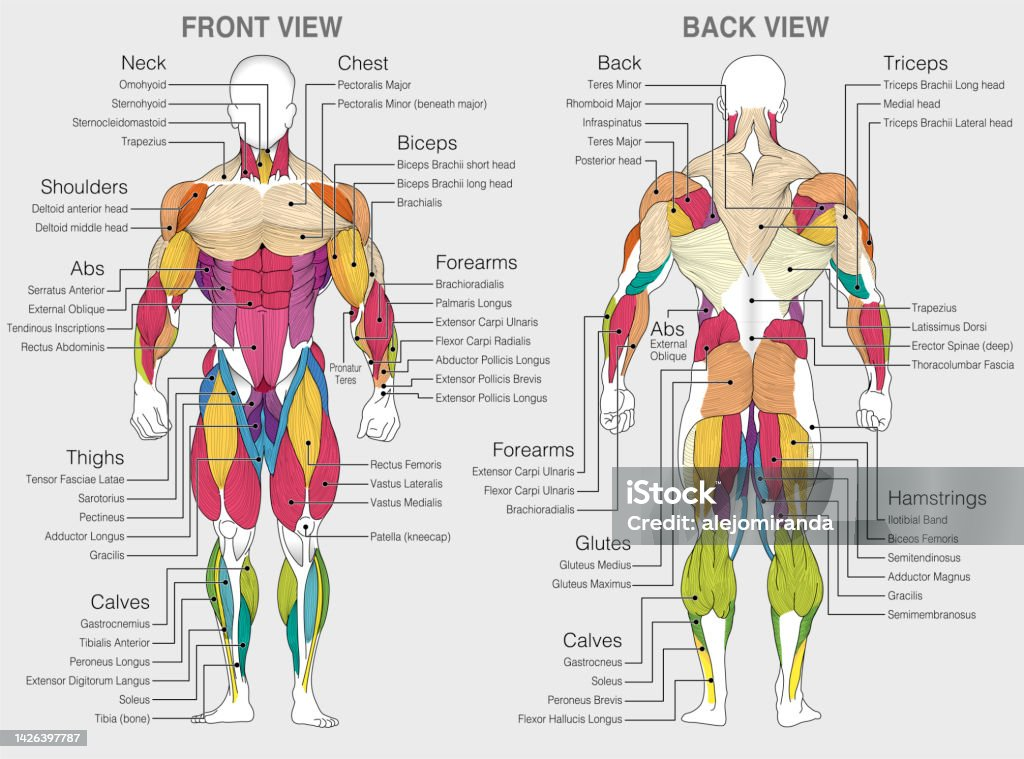 FRONT VIEW
Neck
Omohyoid
Sternohyoid
Sternocleidomastoid
Trapezius
Shoulders
Deltoid anterior head
Deltoid middle head
Abs
Serratus Anterior
External Oblique
Tendinous Inscriptions
Rectus Abdominis
Thighs
Tensor Fasciae Latae
Sartorius
Pectineus
Adductor Longus
Gracilis
Calves
Gastrocnemius
Tibialis Anterior
Peroneus Longus
Extensor Digitorum Langus
Soleus
Tibia (bone)
Chest
Pectoralis Major
Pectoralis Minor (beneath major)
Biceps
Biceps Brachii short head
Biceps Brachii long head
Brachialis
Forearms
Brachioradialis
Palmaris Longus
Extensor Carpi Ulnaris
Flexor Carpi Radialis
Abductor Pollicis Longus
Extensor Pollicis Brevis
Extensor Pollicis Longus
Pronatur
Teres
Rectus Femoris
Vastus Lateralis
Vastus Medialis
Patella (kneecap)
BACK VIEW
Back
Teres Minor
Rhomboid Major
Infraspinatus
Teres Major
Posterior head
Abs
External
Oblique
Forearms
Extensor Carpi Ulnaris
Flexor Carpi Ulnaris
Brachioradialis
Glutes
Gluteus Medius
Gluteus Maximus
Calves
Gastrocneus
Soleus
Peroneus Brevis
Flexor Hallucis Longus
Triceps
Triceps Brachii Long head
Medial head
Triceps Brachii Lateral head
Trapezius
Latissimus Dorsi
Erector Spinae (deep)
Thoracolumbar Fascia
Hamstrings
Ilotibial Band
Biceos Femoris
Semitendinosus
Adductor Magnus
Gracilis
Semimembranosus
iStock™
Credit: alejomiranda
1426397787